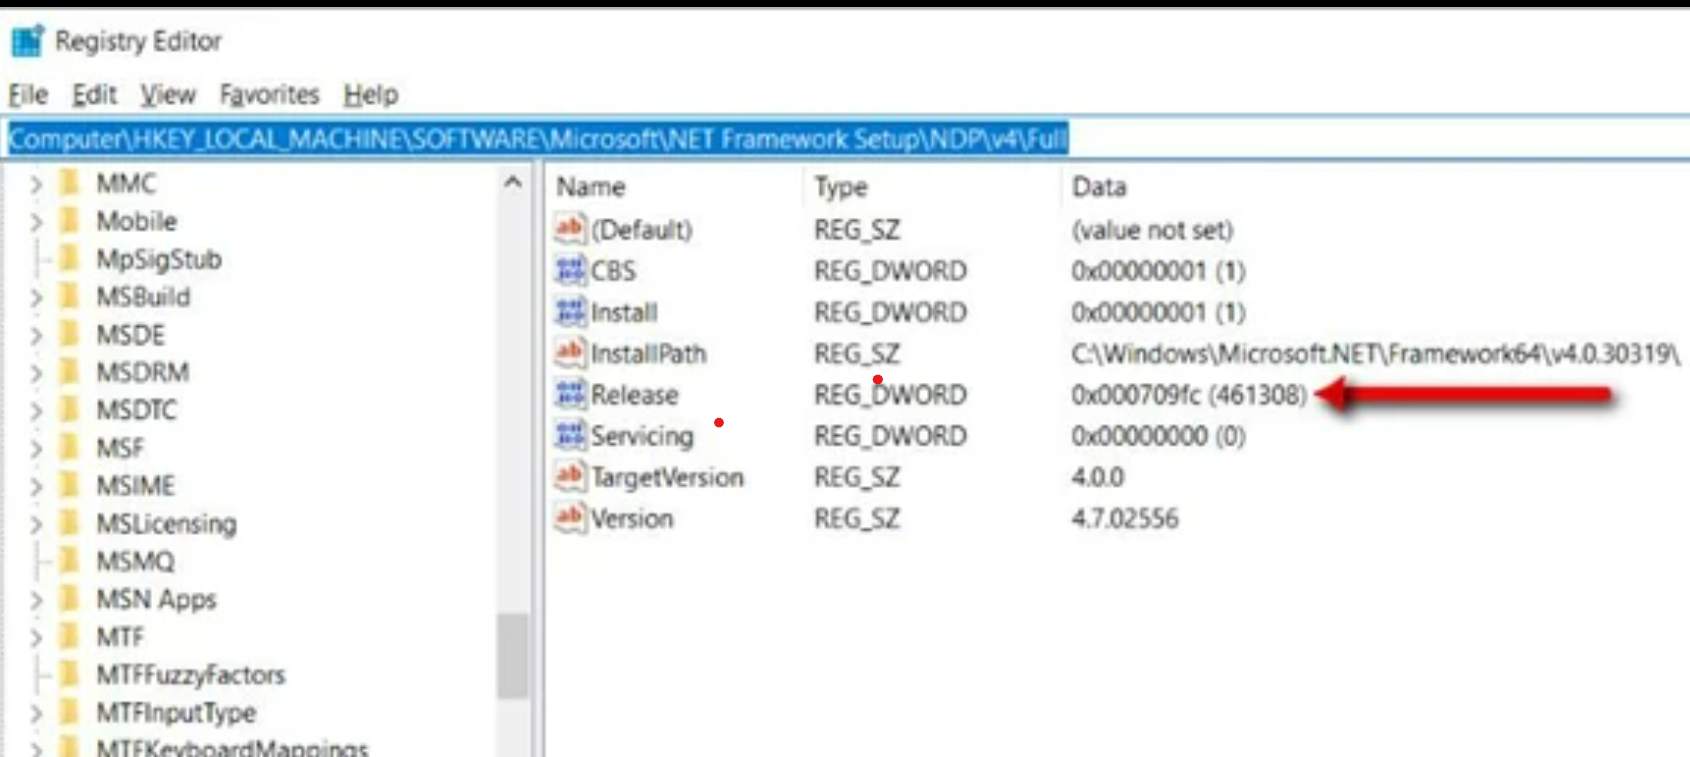 Registry Editor
File Edit View Favorites Help
Computer\HKEY_LOCAL_MACHINE\SOFTWARE\Microsoft\NET Framework Setup\NDP\v4\Full
MMC
Mobile
MpSigStub
MSBuild
MSDE
MSDRM
MSDTC
MSF
MSIME
MSLicensing
MSMQ
MSN Apps
MTF
MTFFuzzyFactors
MTFInputType
MTFKeyboardMappings
Name Type Data
(Default) REG_SZ (value not set)
CBS REG_DWORD 0x00000001 (1)
Install REG_DWORD 0x00000001 (1)
InstallPath REG_SZ C:\Windows\Microsoft.NET\Framework64\v4.0.30319\
Release REG_DWORD 0x000709fc (461308)
Servicing REG_DWORD 0x00000000 (0)
TargetVersion REG_SZ 4.0.0
Version REG_SZ 4.7.02556